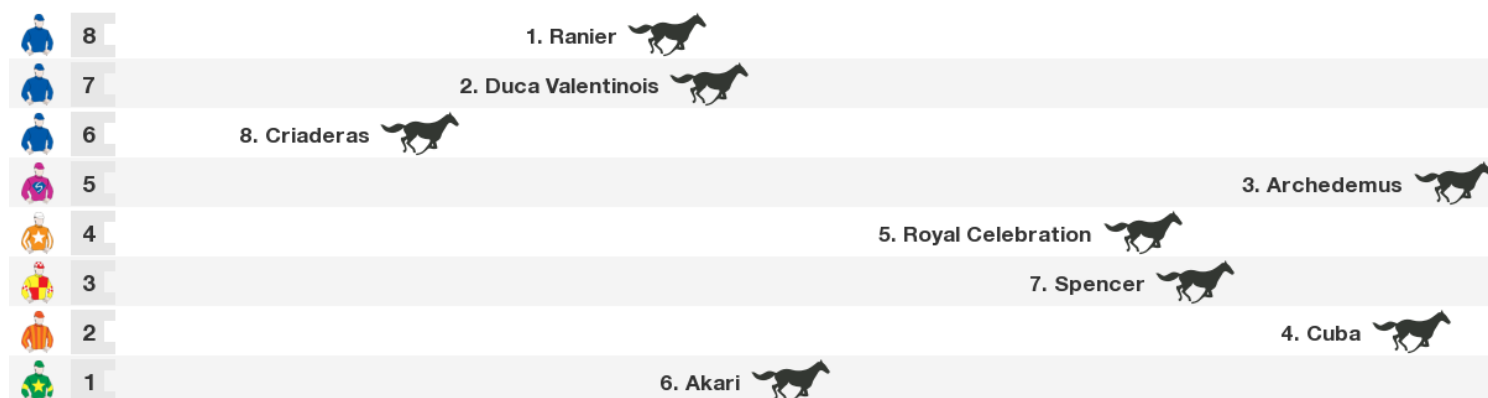 8 1. Ranier
7 2. Duca Valentinois
6 8. Criaderas
5 3. Archedemus
4 5. Royal Celebration
3 7. Spencer
2 4. Cuba
1 6. Akari